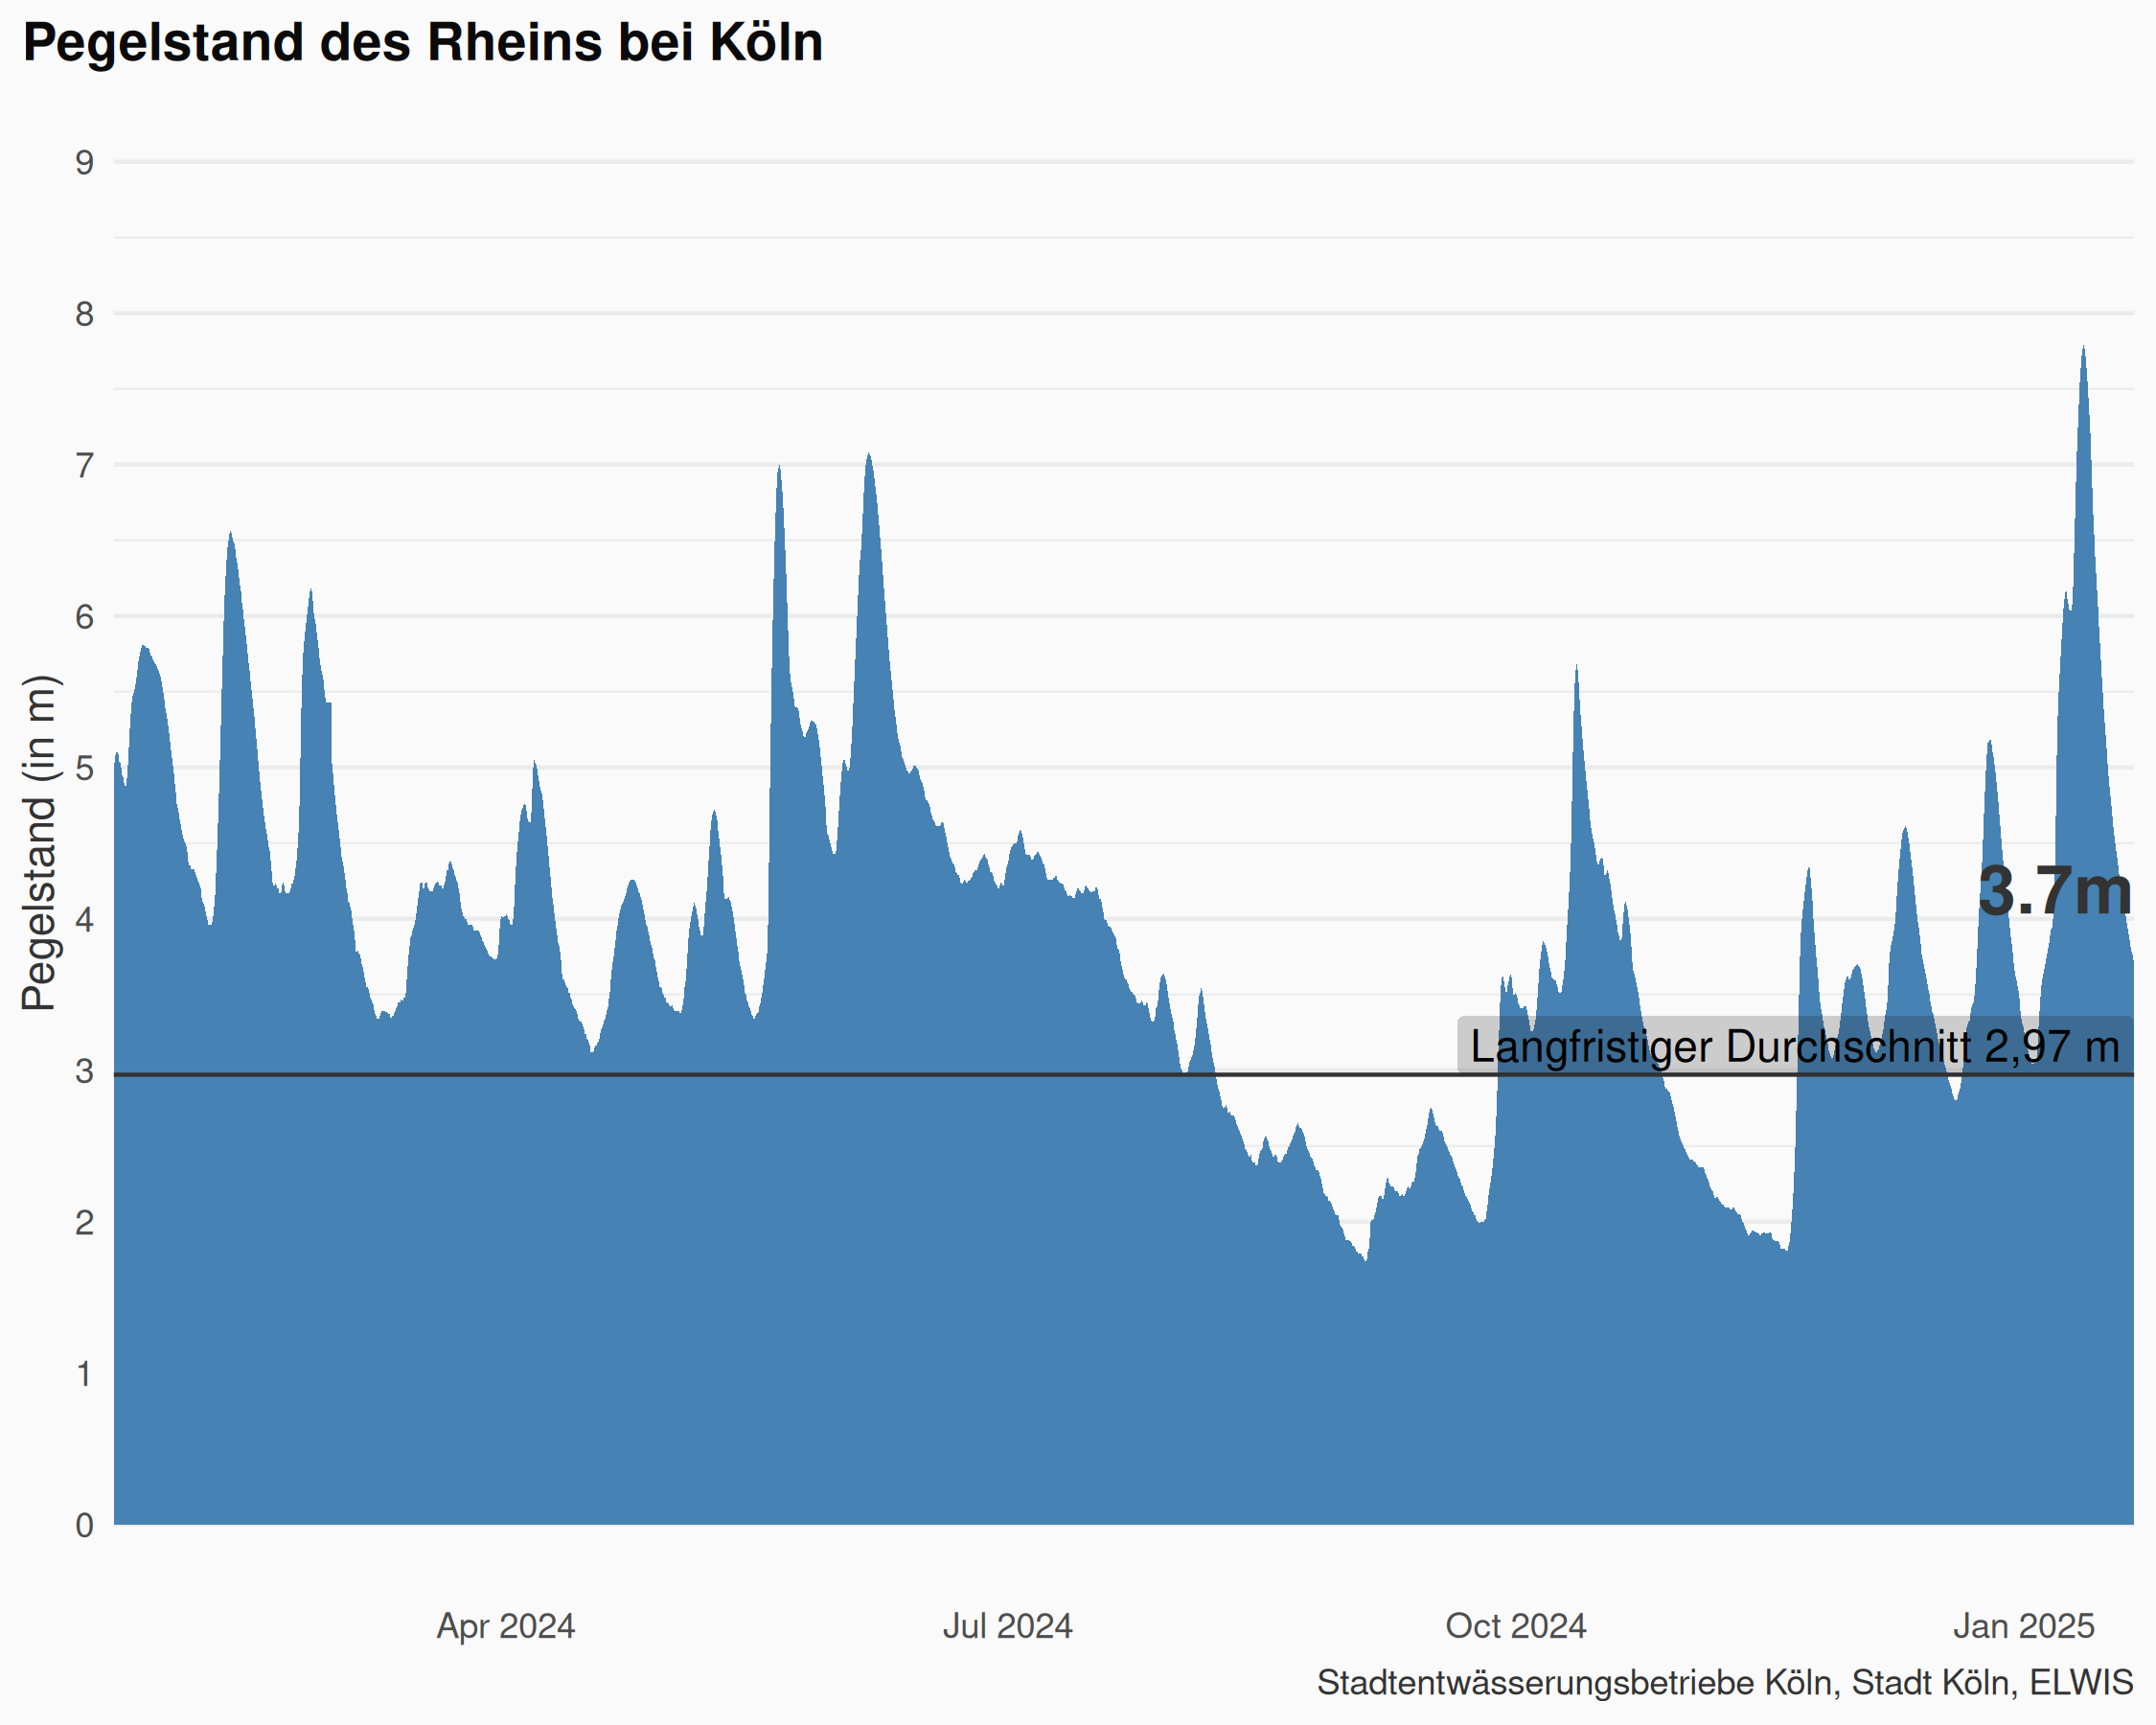 Pegelstand des Rheins bei Köln
Pegelstand (in m)
9
8
7
6
5
4
3
2
1
0
3.7m
Langfristiger Durchschnitt 2,97 m
Apr 2024
Jul 2024
Oct 2024
Jan 2025
Stadtentwässerungsbetriebe Köln, Stadt Köln, ELWIS